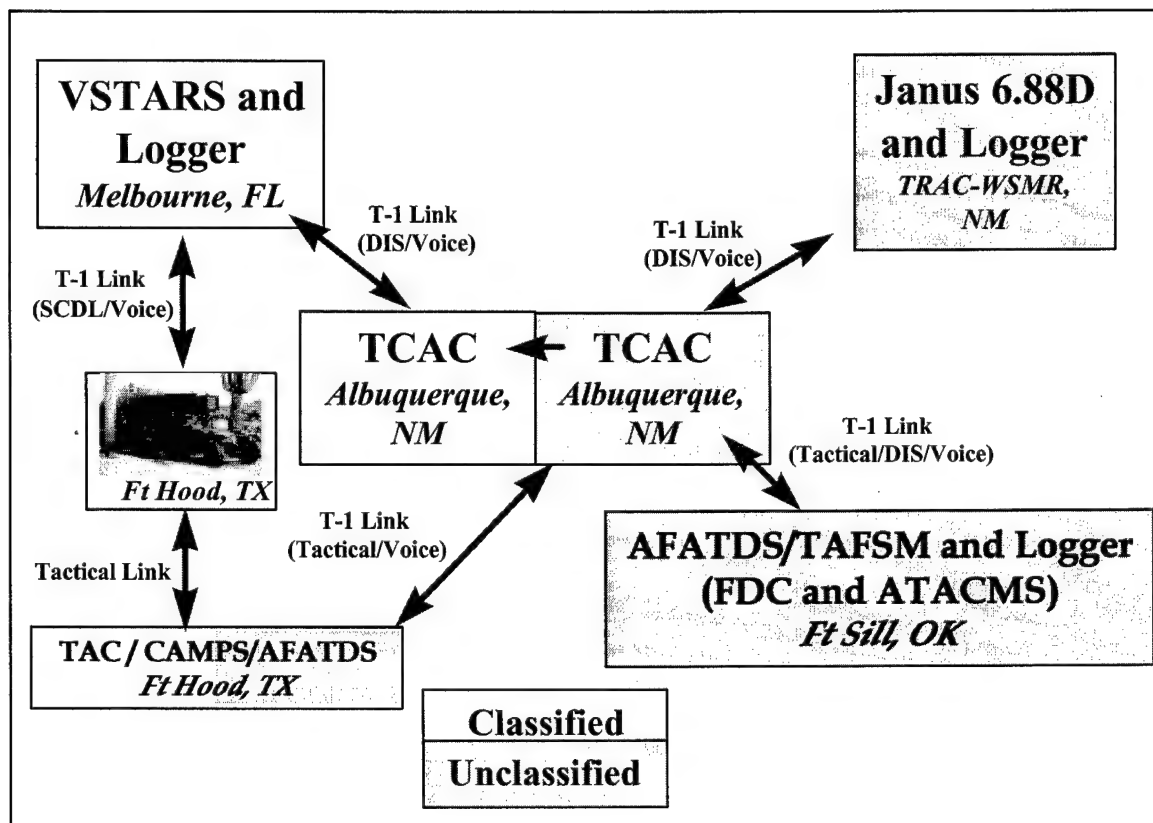 VSTARS and
Logger
Melbourne, FL
Janus 6.88D
and Logger
TRAC-WSMR,
NM
T-1 Link
(DIS/Voice)
T-1 Link
(DIS/Voice)
T-1 Link
(SCDL/Voice)
TCAC
Albuquerque,
NM
TCAC
Albuquerque,
NM
Ft Hood, TX
T-1 Link
(Tactical/DIS/Voice)
T-1 Link
(Tactical/Voice)
Tactical Link
AFATDS/TAFSM and Logger
(FDC and ATACMS)
Ft Sill, OK
TAC / CAMPS/AFATDS
Ft Hood, TX
Classified
Unclassified